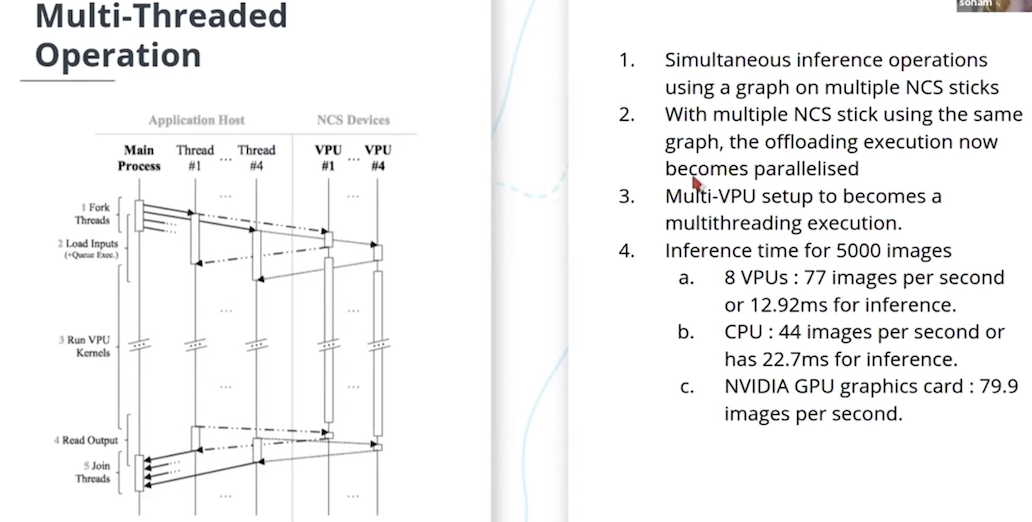 Multi-Threaded
Operation
Application Host
NCS Devices
Main
Process
Thread
#1
...
Thread
#4
VPU
#1
...
VPU
#4
1 Fork
Threads
2 Load Inputs
(+Queue Exec.)
3 Run VPU
Kernels
4 Read Output
5 Join
Threads
sonam
1. Simultaneous inference operations
using a graph on multiple NCS sticks
2. With multiple NCS stick using the same
graph, the offloading execution now
becomes parallelised
3. Multi-VPU setup to becomes a
multithreading execution.
4. Inference time for 5000 images
a. 8 VPUs : 77 images per second
or 12.92ms for inference.
b. CPU : 44 images per second or
has 22.7ms for inference.
c. NVIDIA GPU graphics card : 79.9
images per second.